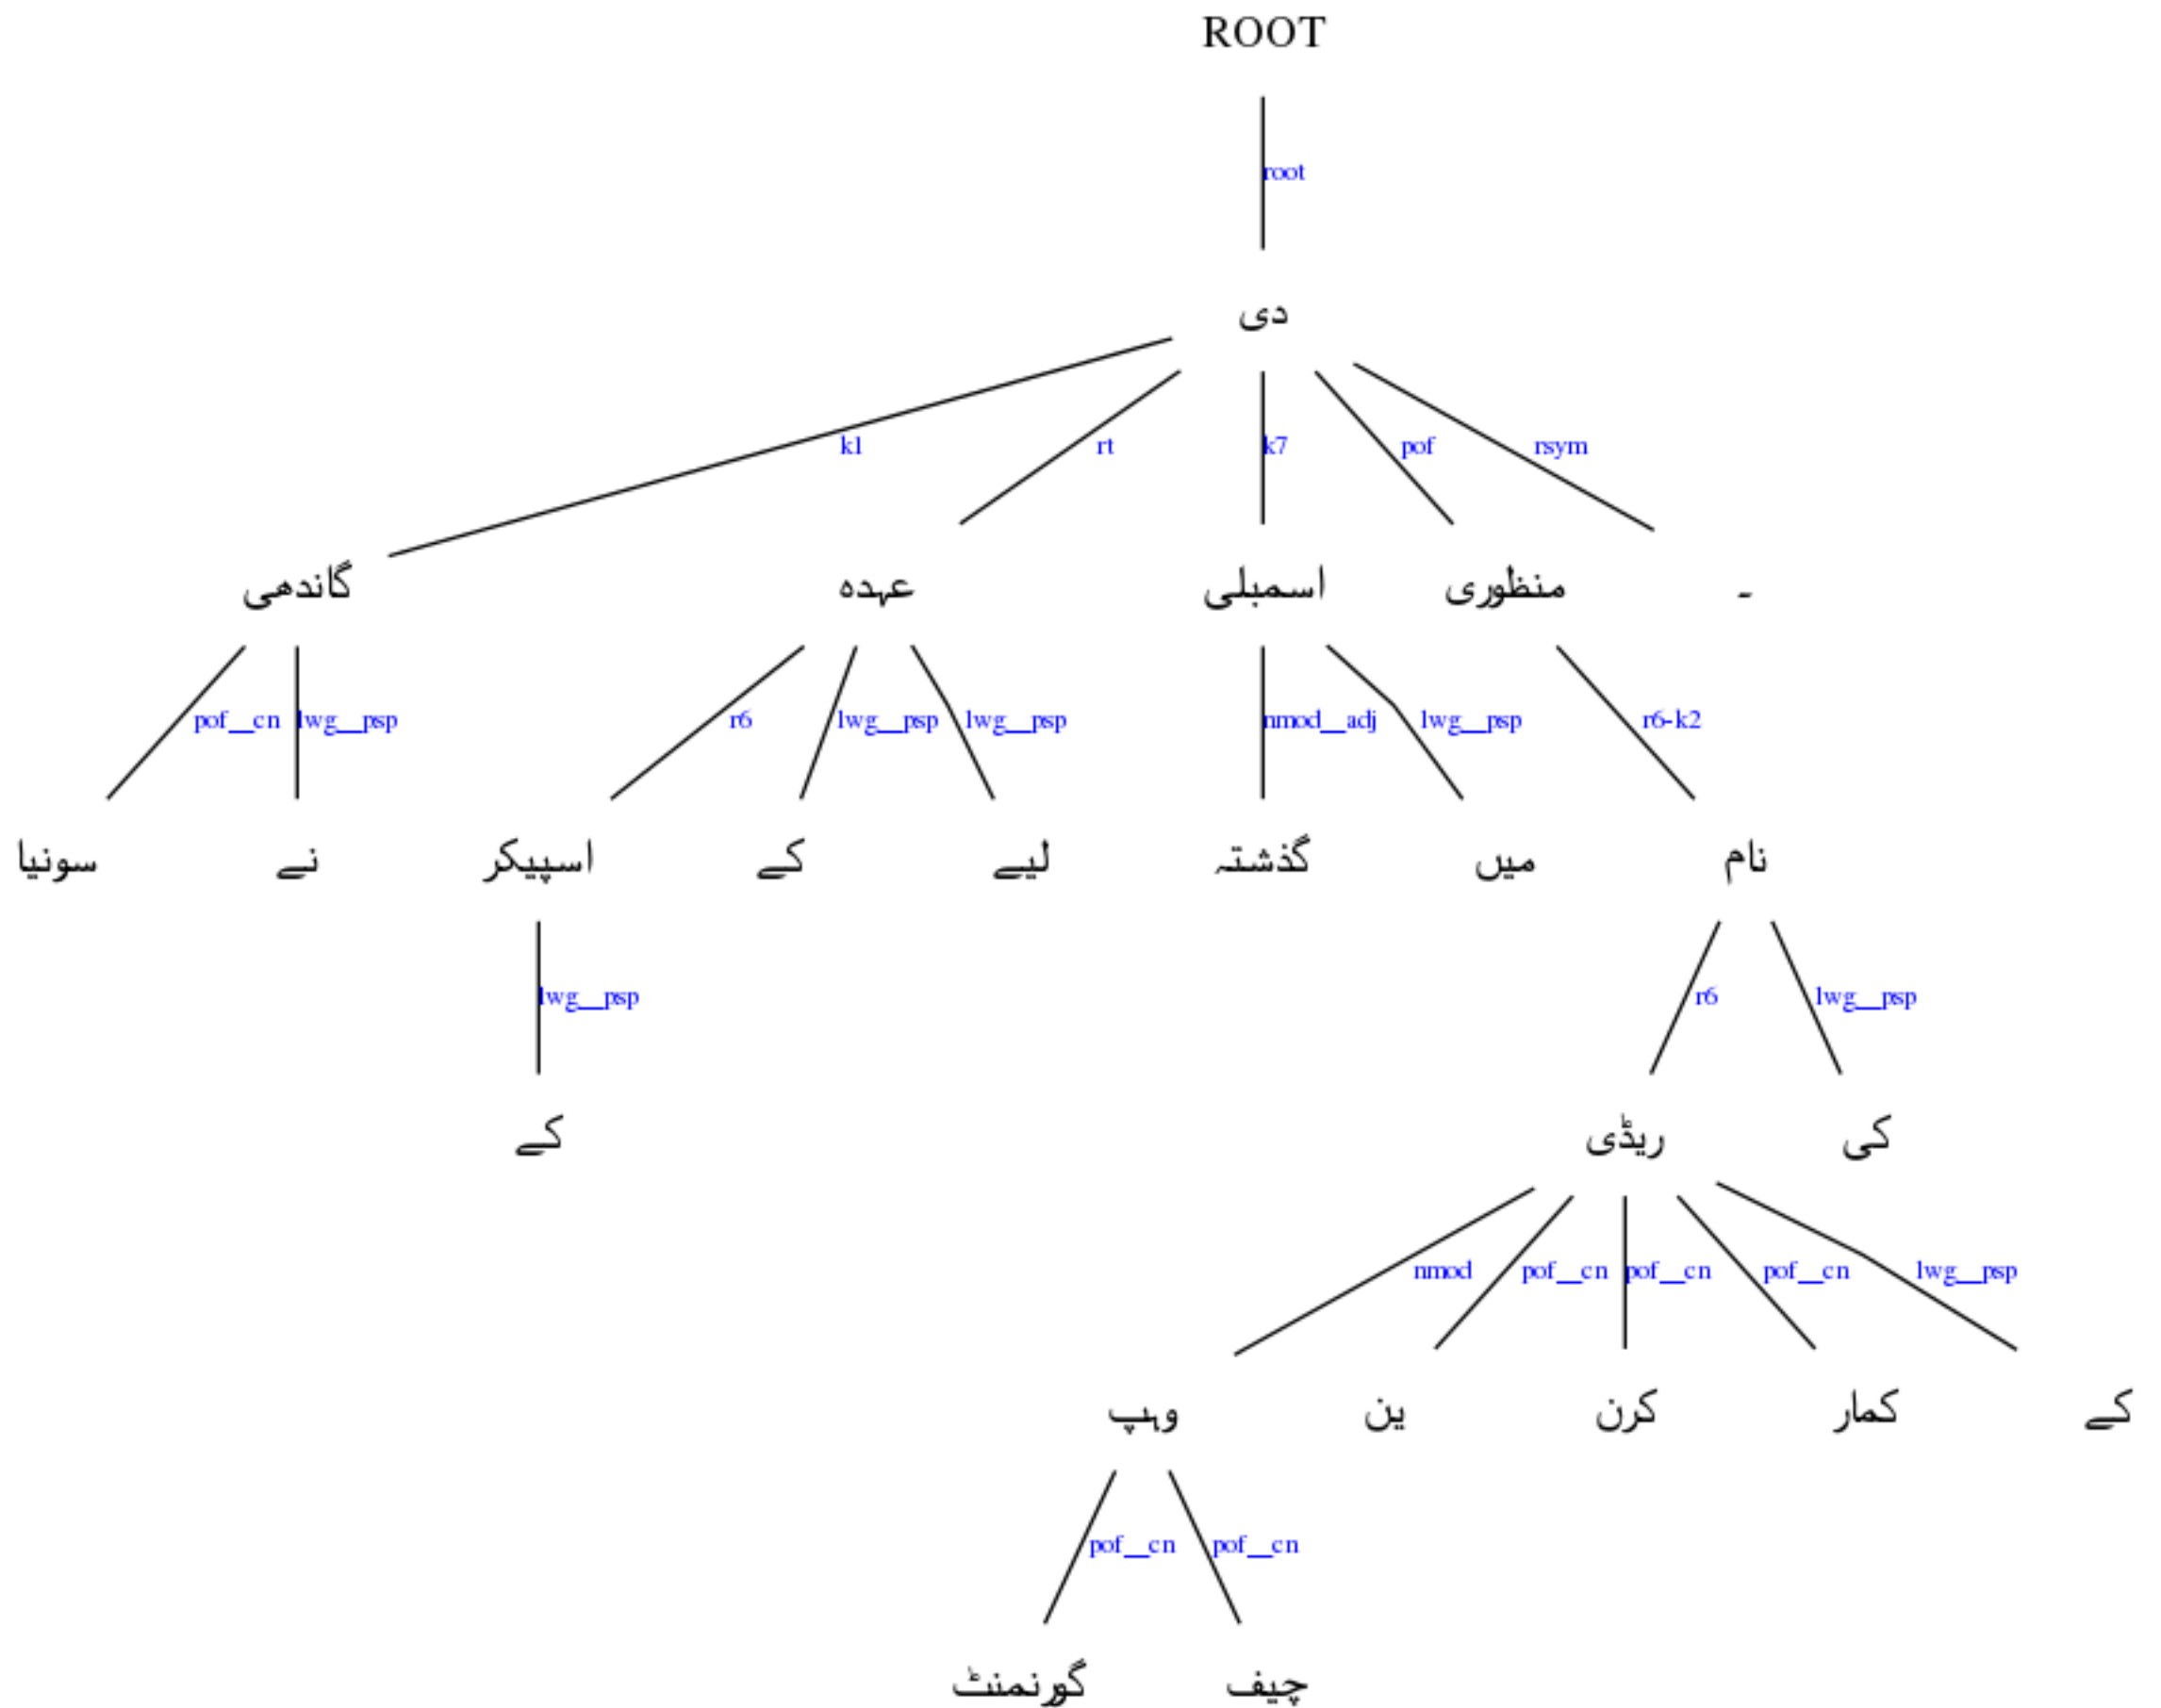 ROOT
root
دی
k1 rt k7 pof rsym
گاندھی عہدہ اسمبلی منظوری ۔
pof__cn lwg__psp r6 lwg__psp lwg__psp nmod__adj lwg__psp r6-k2
سونیا نے اسپیکر کے لیے گذشتہ میں نام
lwg__psp r6 lwg__psp
کے ریڈی کی
nmod pof__cn pof__cn pof__cn lwg__psp
وہپ ین کرن کمار کے
pof__cn pof__cn
گورنمنٹ چیف